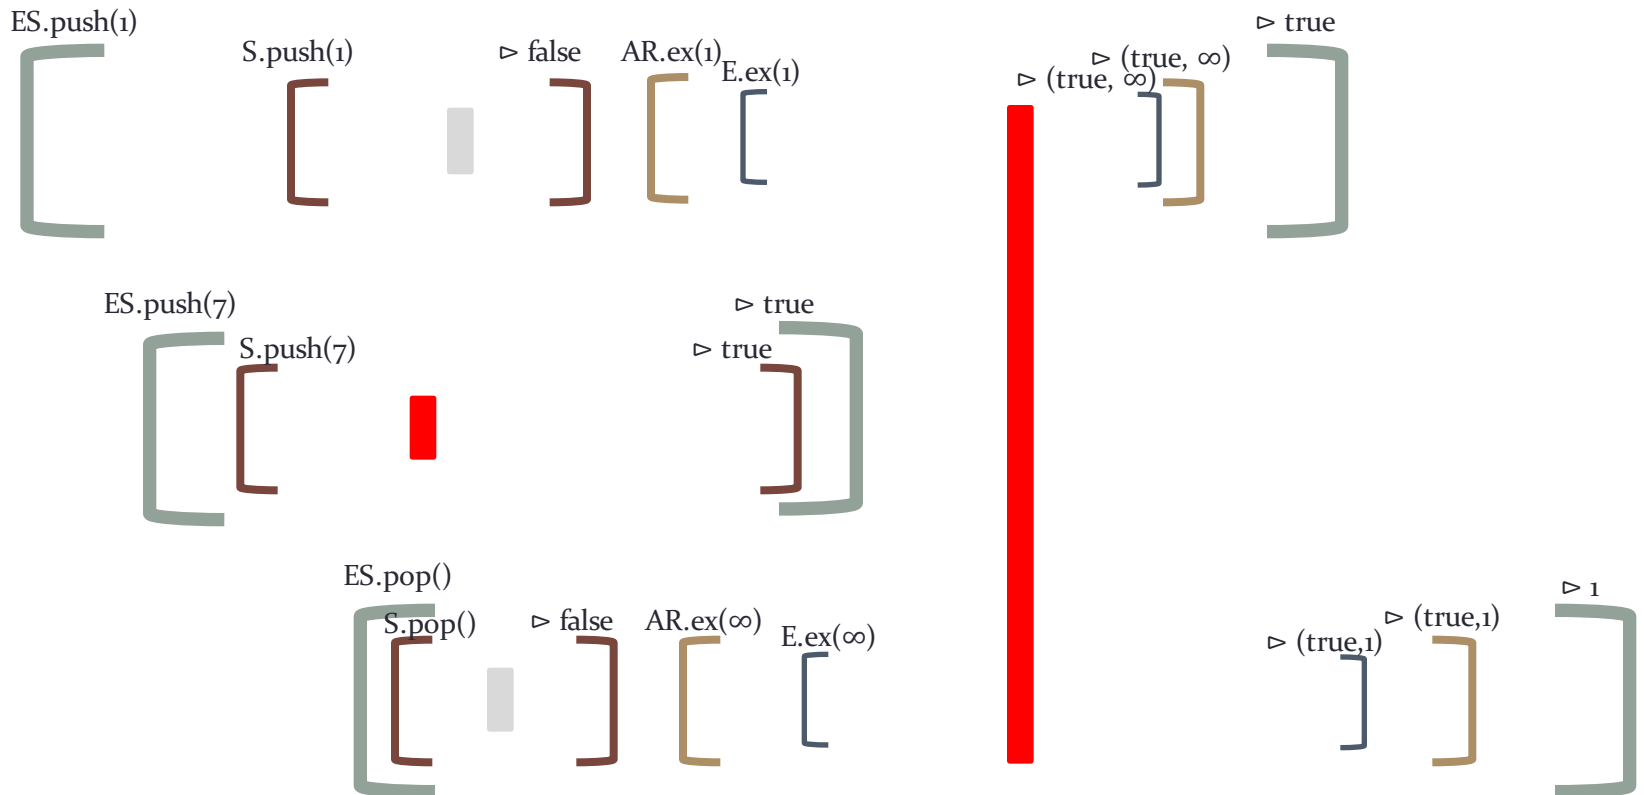 ES.push(1)
S.push(1)
▻ false
AR.ex(1)
E.ex(1)
▻ (true, ∞)
▻ (true, ∞)
▻ true
ES.push(7)
S.push(7)
▻ true
▻ true
ES.pop()
S.pop()
▻ false
AR.ex(∞)
E.ex(∞)
▻ (true,1)
▻ (true,1)
▻ 1